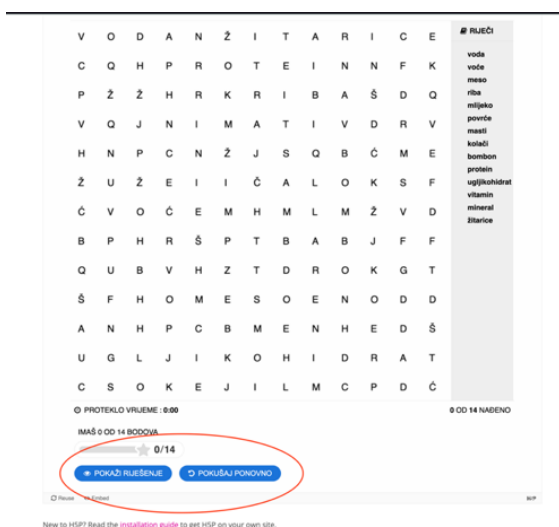 V O D A N Ž I T A R I C E
C Q H P R O T E I N N F K
P Ž Ž H R K R I B A Š D Q
V Q J N I M A T I V D R V
H N P C N Ž J S Q B Ć M E
Ž U Ž E I I Č A L O K S F
Ć V O Ć E M H M L M Ž V D
B P H R Š P T B A B J F F
Q U B V H Z T D R O K G T
Š F H O M E S O E N O D D
A N H P C B M E N H E D Š
U G L J I K O H I D R A T
C S O K E J I L M C P D Ć
RIJEČI
voda
voće
meso
riba
mlijeko
povrće
masti
kolači
bombon
protein
ugljikohidrat
vitamin
mineral
žitarice
PROTEKLO VRIJEME : 0:00
0 OD 14 NAĐENO
IMAŠ 0 OD 14 BODOVA
0/14
POKAŽI RIJEŠENJE
POKUŠAJ PONOVNO
Reuse
Embed
H-P
New to H5P? Read the installation guide to get H5P on your own site.